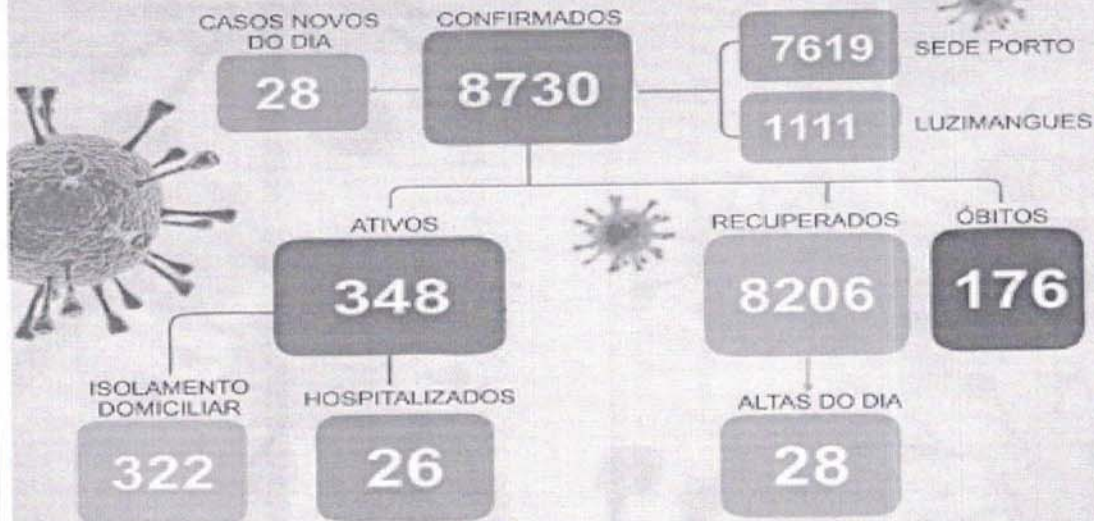 CASOS NOVOS
DO DIA
28
CONFIRMADOS
8730
7619
SEDE PORTO
1111
LUZIMANGUES
ATIVOS
348
RECUPERADOS
8206
ÓBITOS
176
ISOLAMENTO
DOMICILIAR
322
HOSPITALIZADOS
26
ALTAS DO DIA
28